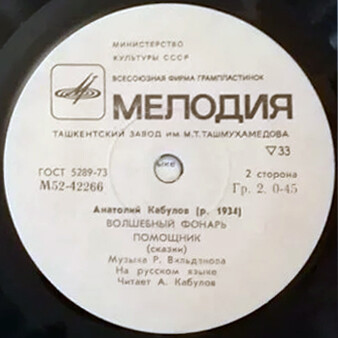 МИНИСТЕРСТВО
КУЛЬТУРЫ СССР
ВСЕСОЮЗНАЯ ФИРМА ГРАМПЛАСТИНОК
МЕЛОДИЯ
ТАШКЕНТСКИЙ ЗАВОД ИМ. М.Т. ТАШМУХАМЕДОВА
▽33
ГОСТ 5289-73
2 сторона
М52-42266
Гр. 2. 0-45
Анатолий Кабулов (р. 1934)
ВОЛШЕБНЫЙ ФОНАРЬ
ПОМОЩНИК
(сказки)
Музыка Р. Вильданова
На русском языке
Читает А. Кабулов